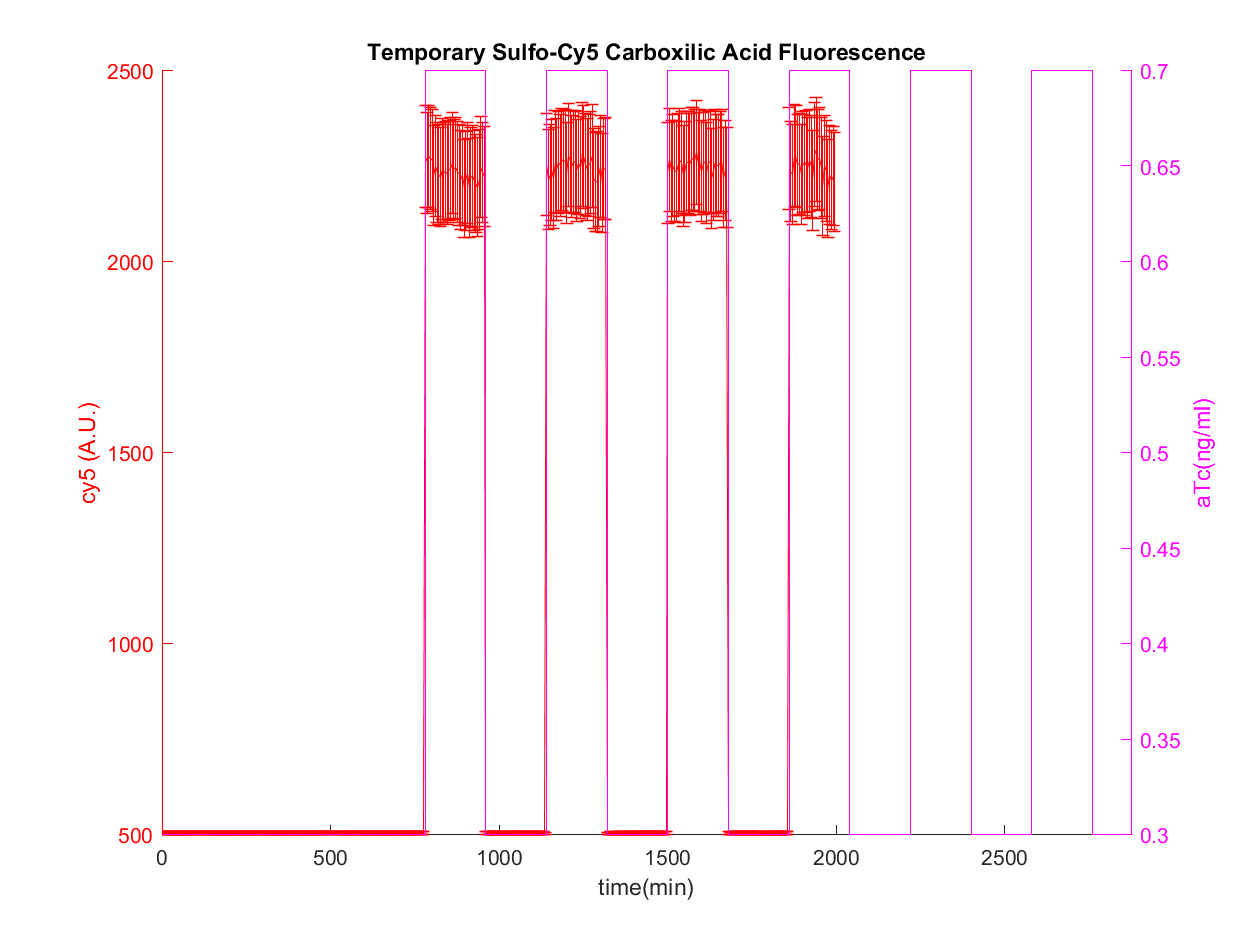 Temporary Sulfo-Cy5 Carboxilic Acid Fluorescence
2500
2000
1500
1000
500
cy5 (A.U.)
0.7
0.65
0.6
0.55
0.5
0.45
0.4
0.35
0.3
aTc(ng/ml)
0 500 1000 1500 2000 2500
time(min)